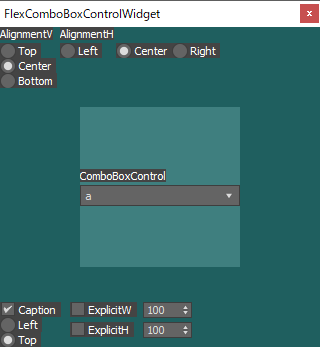 FlexComboBoxControlWidget
AlignmentV AlignmentH
Top Left Center Right
Center
Bottom
ComboBoxControl
a
Caption ExplicitW 100
Left ExplicitH 100
Top